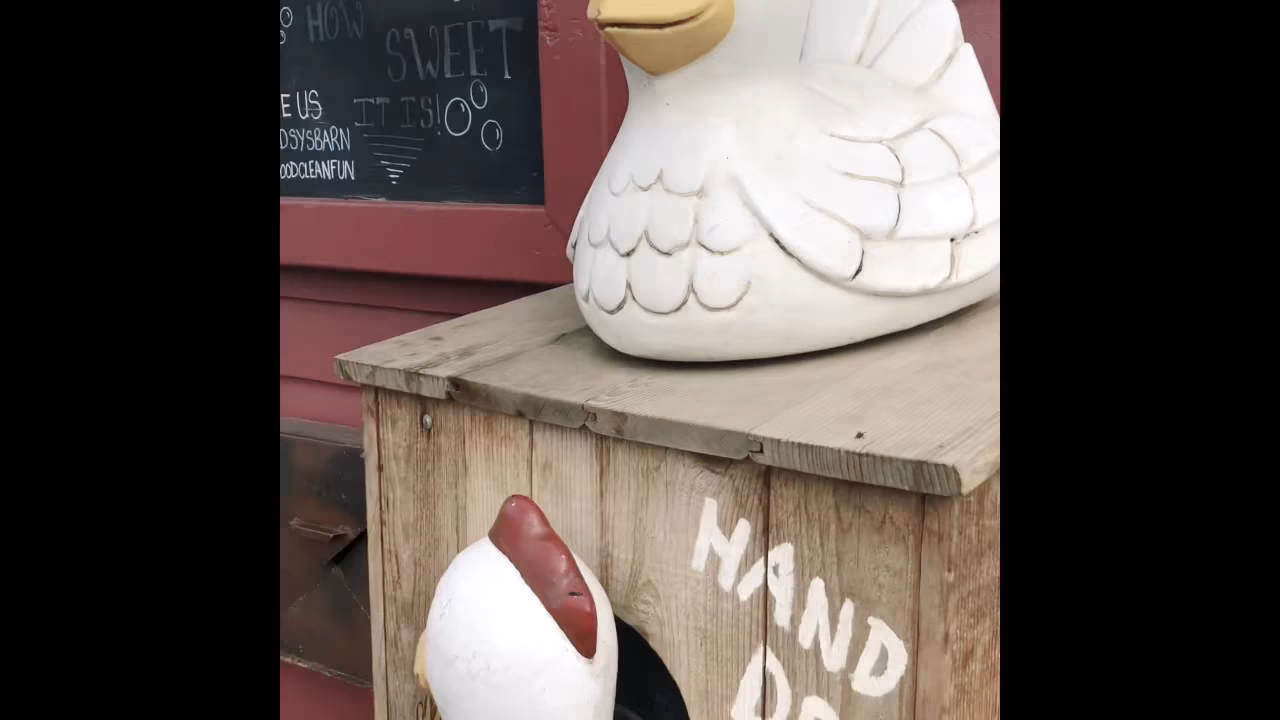 HOW
SWEET
IT IS!
E US
DSYSBARN
OODCLEANFUN
HAND